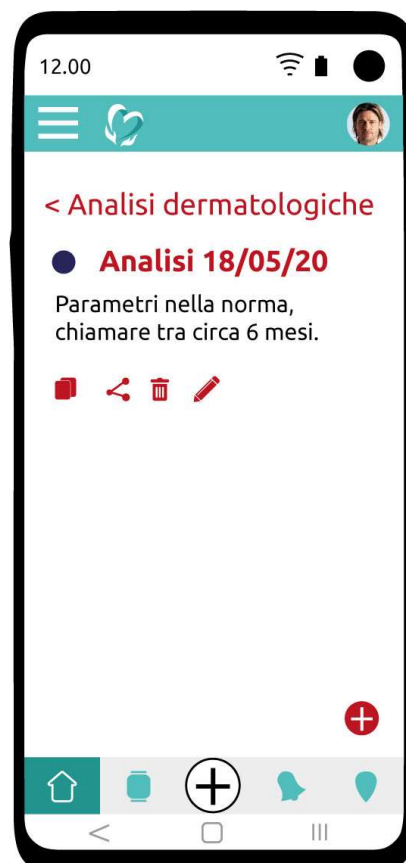 12.00
< Analisi dermatologiche
Analisi 18/05/20
Parametri nella norma,
chiamare tra circa 6 mesi.